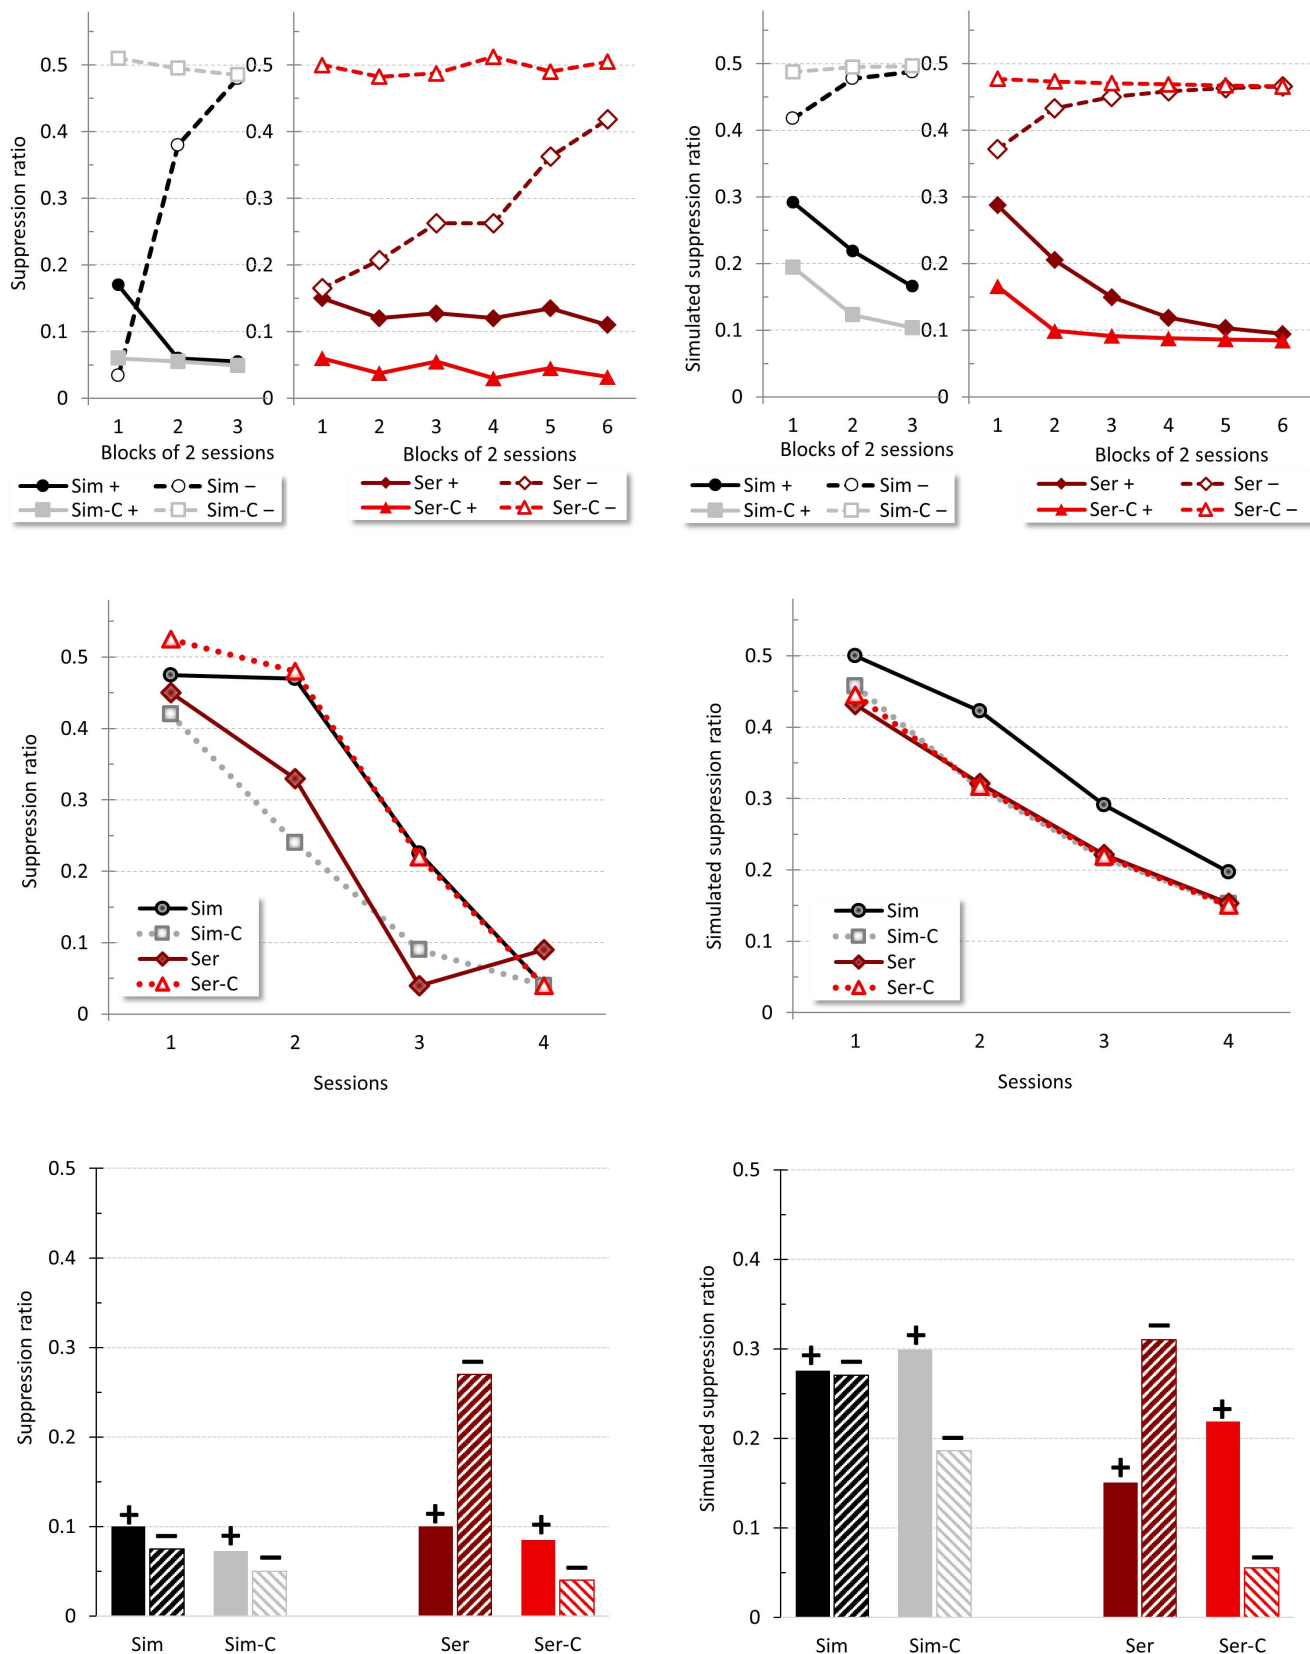 Suppression ratio
0.5
0.4
0.3
0.2
0.1
0
0.5
0.4
0.3
0.2
0.1
0
1 2 3
Blocks of 2 sessions
1 2 3 4 5 6
Blocks of 2 sessions
Sim + Sim –
Sim-C + Sim-C –
Ser + Ser –
Ser-C + Ser-C –
Simulated suppression ratio
0.5
0.4
0.3
0.2
0.1
0
0.5
0.4
0.3
0.2
0.1
0
1 2 3
Blocks of 2 sessions
1 2 3 4 5 6
Blocks of 2 sessions
Sim + Sim –
Sim-C + Sim-C –
Ser + Ser –
Ser-C + Ser-C –
Suppression ratio
0.5
0.4
0.3
0.2
0.1
0
Sim
Sim-C
Ser
Ser-C
1 2 3 4
Sessions
Simulated suppression ratio
0.5
0.4
0.3
0.2
0.1
0
Sim
Sim-C
Ser
Ser-C
1 2 3 4
Sessions
Suppression ratio
0.5
0.4
0.3
0.2
0.1
0
+ – + – + – + –
Sim Sim-C Ser Ser-C
Simulated suppression ratio
0.5
0.4
0.3
0.2
0.1
0
+ – + – + – + –
Sim Sim-C Ser Ser-C